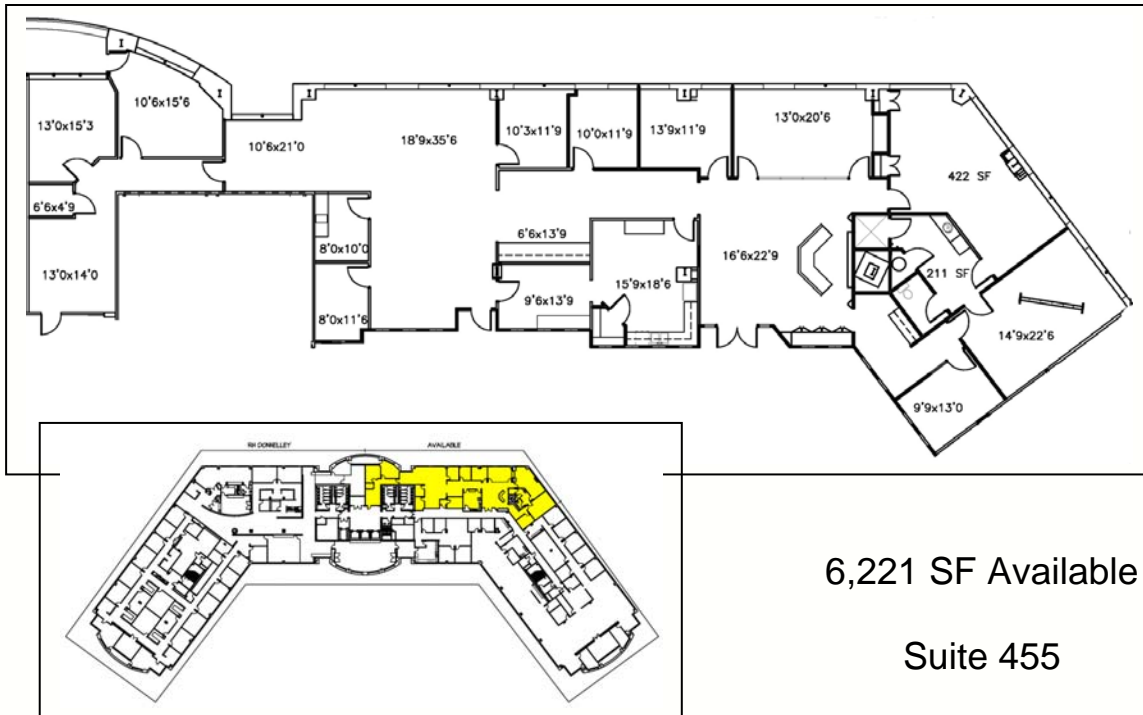 10'6x15'6
13'0x15'3
10'6x21'0
18'9x35'6
10'3x11'9
10'0x11'9
13'9x11'9
13'0x20'6
422 SF
6'6x4'9
13'0x14'0
8'0x10'0
8'0x11'6
6'6x13'9
9'6x13'9
15'9x18'6
16'6x22'9
211 SF
14'9x22'6
9'9x13'0
RH DONNELLEY
AVAILABLE
6,221 SF Available
Suite 455